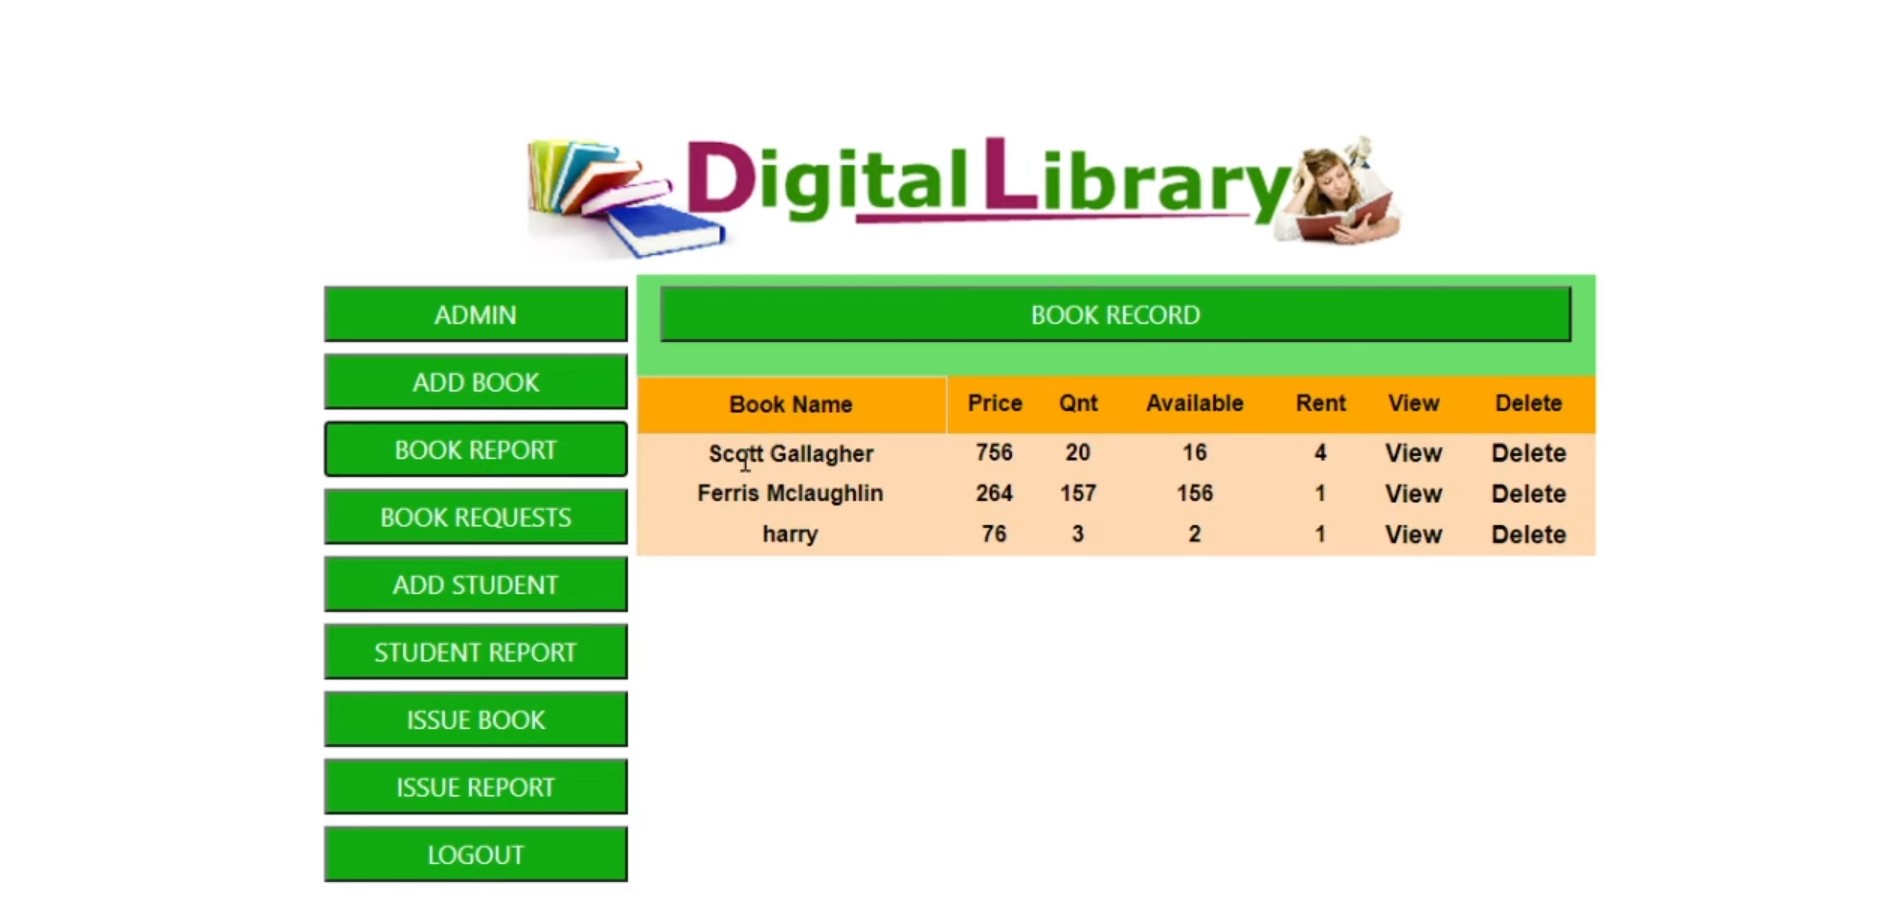 Digital Library
ADMIN
ADD BOOK
BOOK REPORT
BOOK REQUESTS
ADD STUDENT
STUDENT REPORT
ISSUE BOOK
ISSUE REPORT
LOGOUT
BOOK RECORD
Book Name Price Qnt Available Rent View Delete
Scott Gallagher 756 20 16 4 View Delete
Ferris Mclaughlin 264 157 156 1 View Delete
harry 76 3 2 1 View Delete